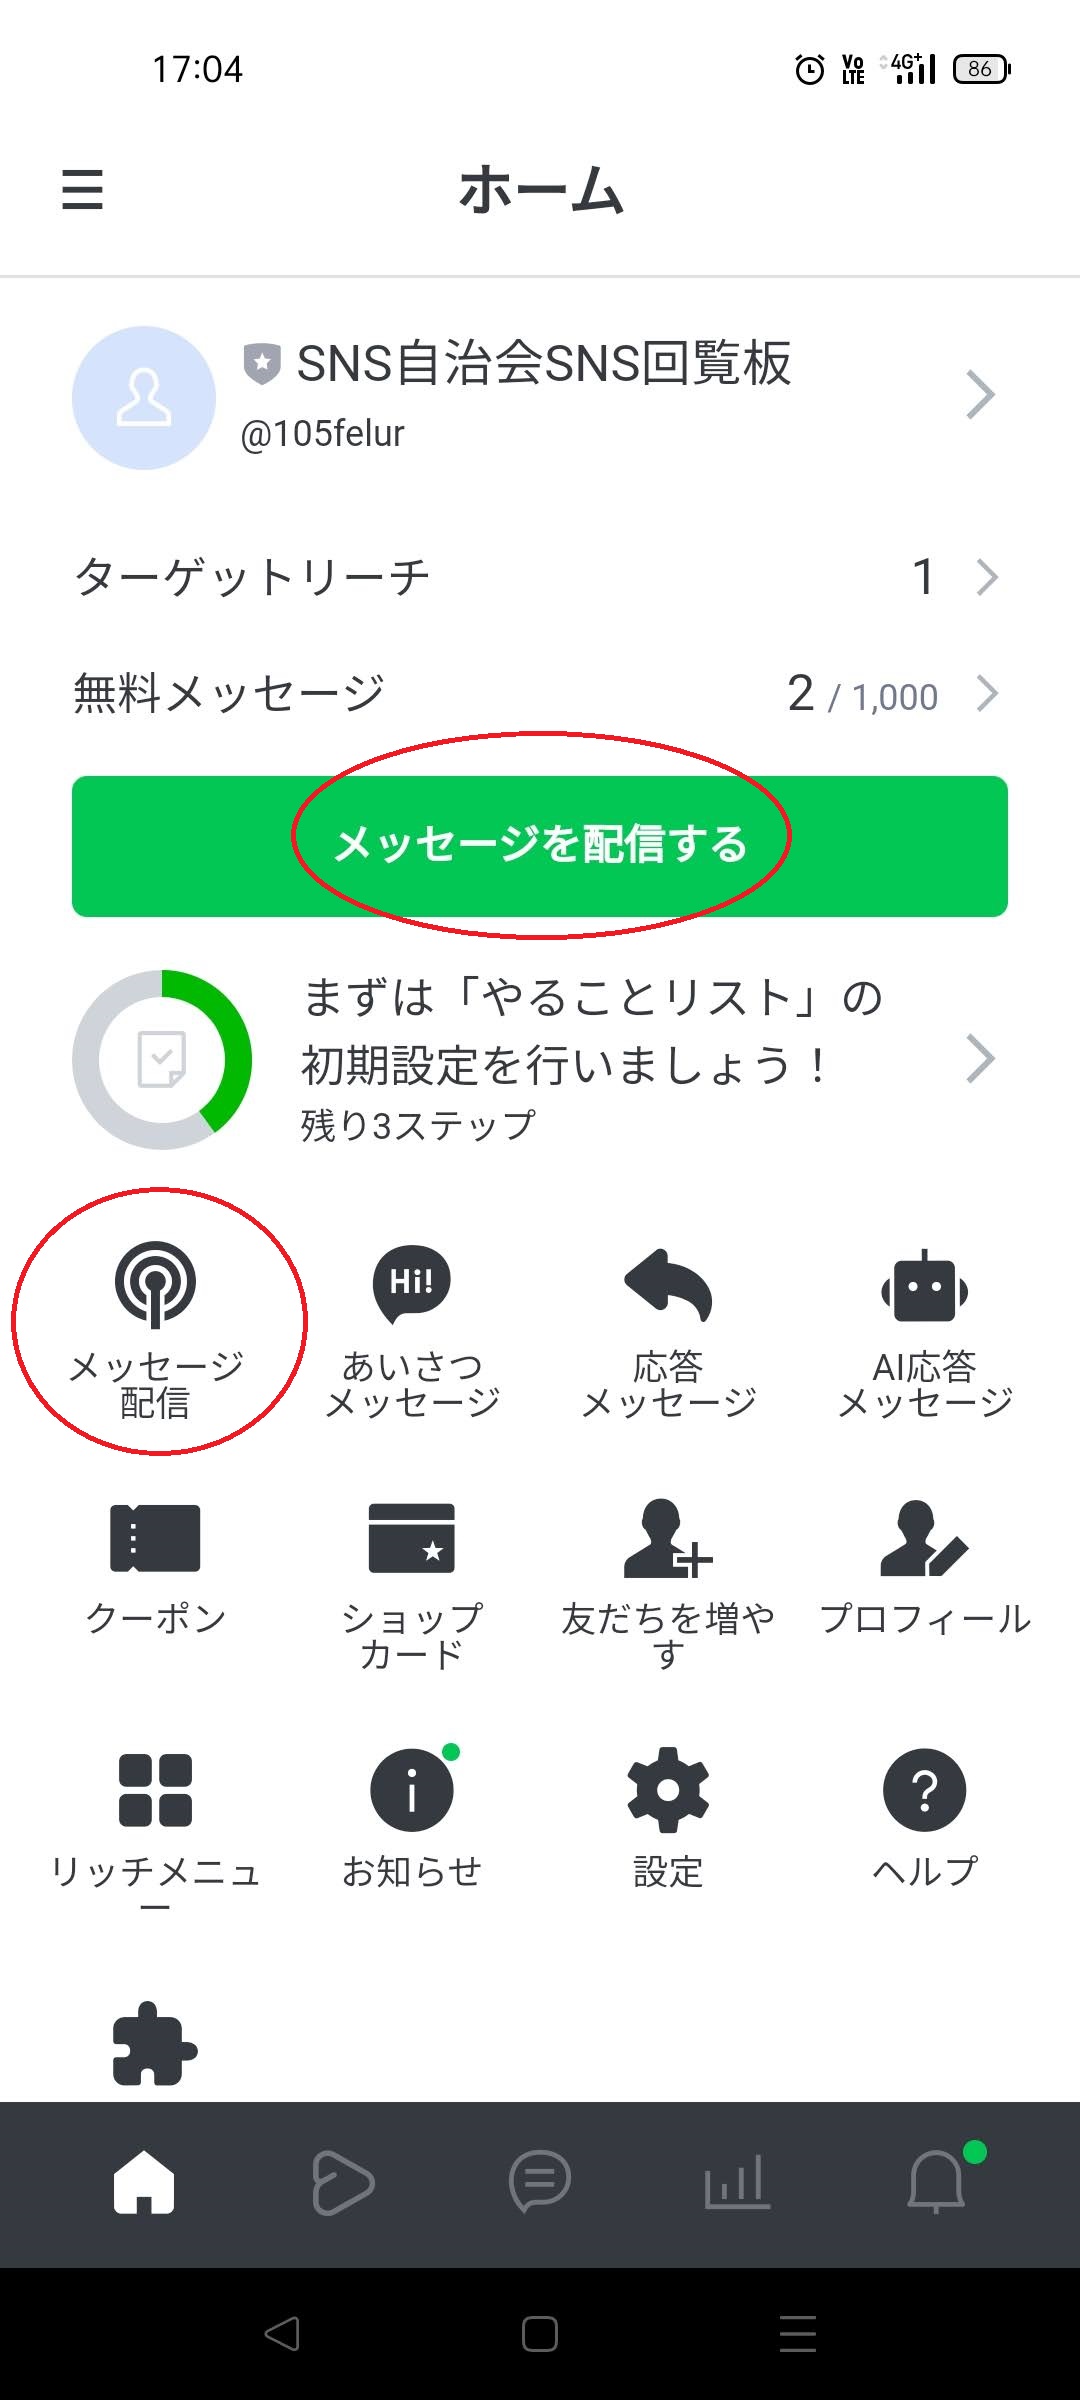 17:04
Vo
LTE
4G+
86
ホーム
SNS自治会SNS回覧板
@105felur
ターゲットリーチ
1
無料メッセージ
2 / 1,000
メッセージを配信する
まずは「やることリスト」の
初期設定を行いましょう！
残り3ステップ
メッセージ
配信
Hi!
あいさつ
メッセージ
応答
メッセージ
AI応答
メッセージ
クーポン
ショップ
カード
友だちを増や
す
プロフィール
リッチメニュ
ー
お知らせ
設定
ヘルプ